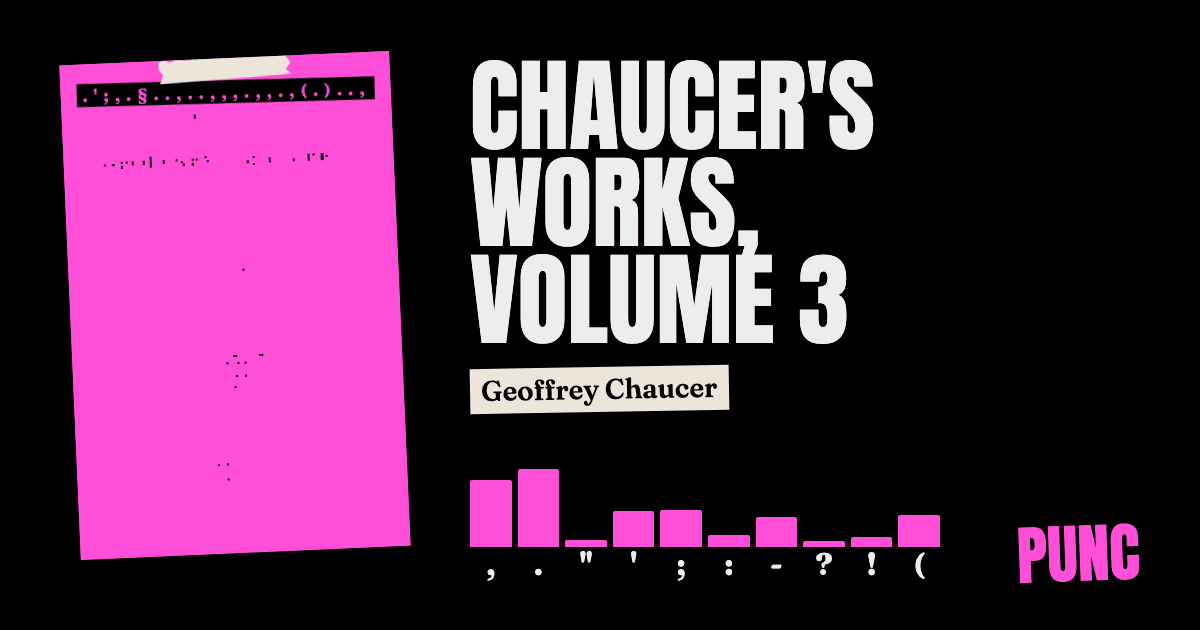 .';,.§..,..,,,.,,.,(.)..,
CHAUCER'S
WORKS,
VOLUME 3
Geoffrey Chaucer
, . " ' ; : - ? ! (
PUNC